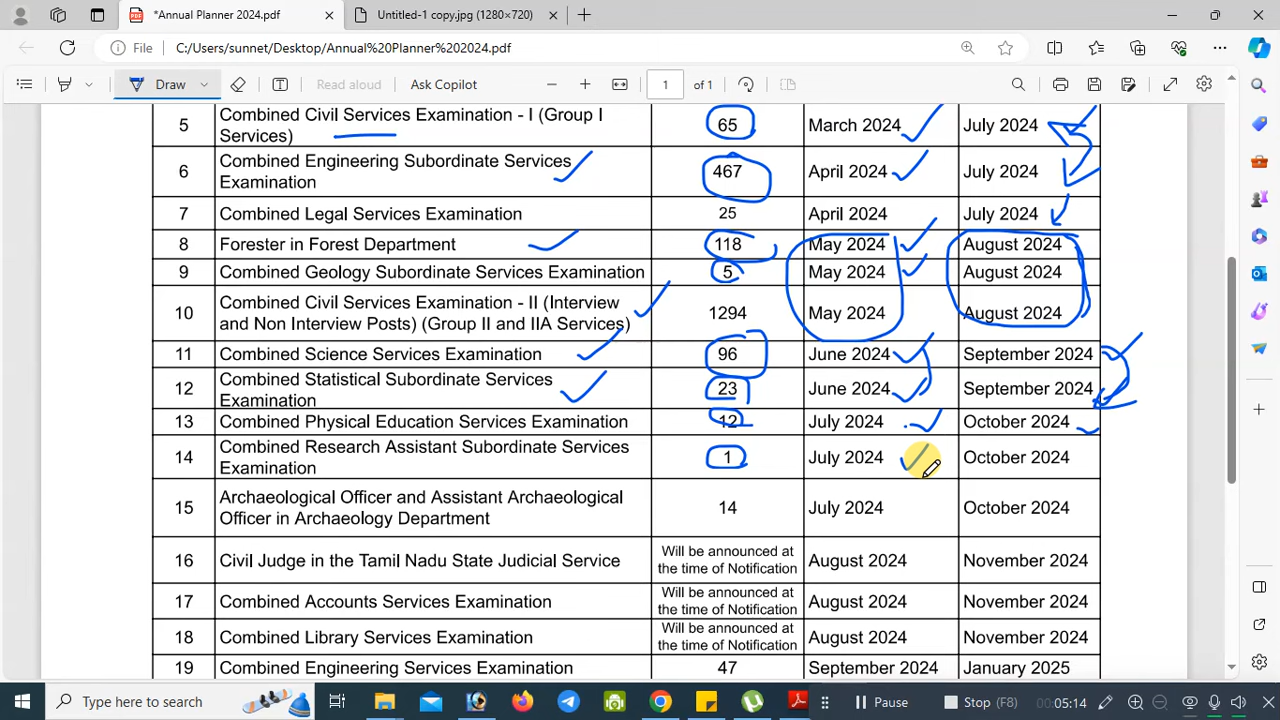 *Annual Planner 2024.pdf
Untitled-1 copy.jpg (1280×720)
File
C:/Users/sunnet/Desktop/Annual%20Planner%202024.pdf
Draw
Read aloud
Ask Copilot
1
of 1
5
Combined Civil Services Examination - I (Group I
Services)
65
March 2024
July 2024
6
Combined Engineering Subordinate Services
Examination
467
April 2024
July 2024
7
Combined Legal Services Examination
25
April 2024
July 2024
8
Forester in Forest Department
118
May 2024
August 2024
9
Combined Geology Subordinate Services Examination
5
May 2024
August 2024
10
Combined Civil Services Examination - II (Interview
and Non Interview Posts) (Group II and IIA Services)
1294
May 2024
August 2024
11
Combined Science Services Examination
96
June 2024
September 2024
12
Combined Statistical Subordinate Services
Examination
23
June 2024
September 2024
13
Combined Physical Education Services Examination
12
July 2024
October 2024
14
Combined Research Assistant Subordinate Services
Examination
1
July 2024
October 2024
15
Archaeological Officer and Assistant Archaeological
Officer in Archaeology Department
14
July 2024
October 2024
16
Civil Judge in the Tamil Nadu State Judicial Service
Will be announced at
the time of Notification
August 2024
November 2024
17
Combined Accounts Services Examination
Will be announced at
the time of Notification
August 2024
November 2024
18
Combined Library Services Examination
Will be announced at
the time of Notification
August 2024
November 2024
19
Combined Engineering Services Examination
47
September 2024
January 2025
Type here to search
Pause
Stop (F8)
00:05:14